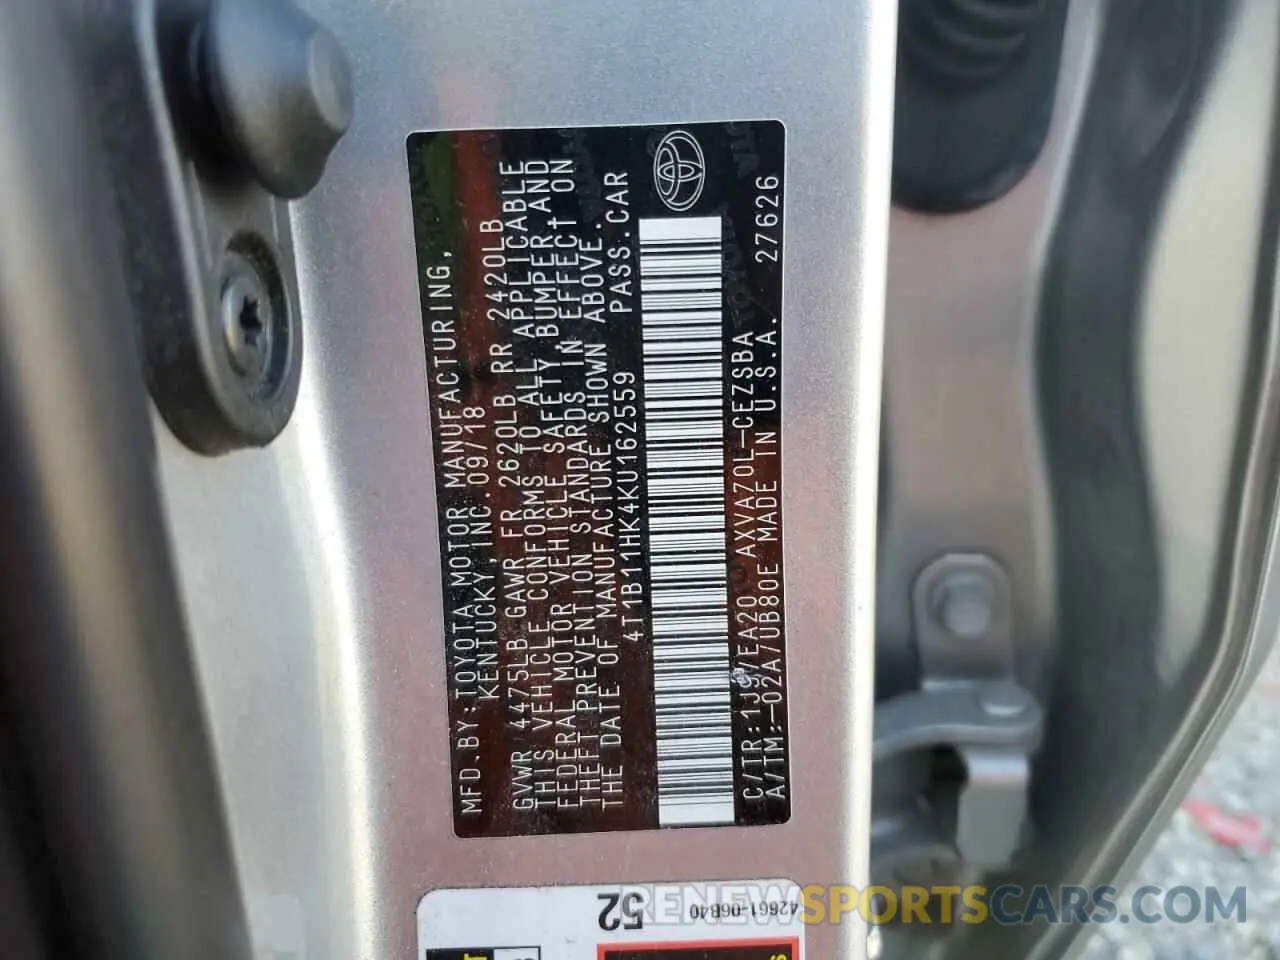 MFD.BY:TOYOTA MOTOR MANUFACTURING,
KENTUCKY,INC. 09/18
GVWR 4475LB GAWR FR 2620LB RR 2420LB
THIS VEHICLE CONFORMS TO ALL APPLICABLE
FEDERAL MOTOR VEHICLE SAFETY,BUMPER,AND
THEFT PREVENTION STANDARDS IN EFFECT ON
THE DATE OF MANUFACTURE SHOWN ABOVE.
4T1B11HK4KU162559 PASS.CAR
C/TR:1J9/EA20 AXVA70L-CEZSBA
A/TM:-02A/UB80E MADE IN U.S.A. 27626
52
42661-06B40
RENEWSPORTSCARS.COM